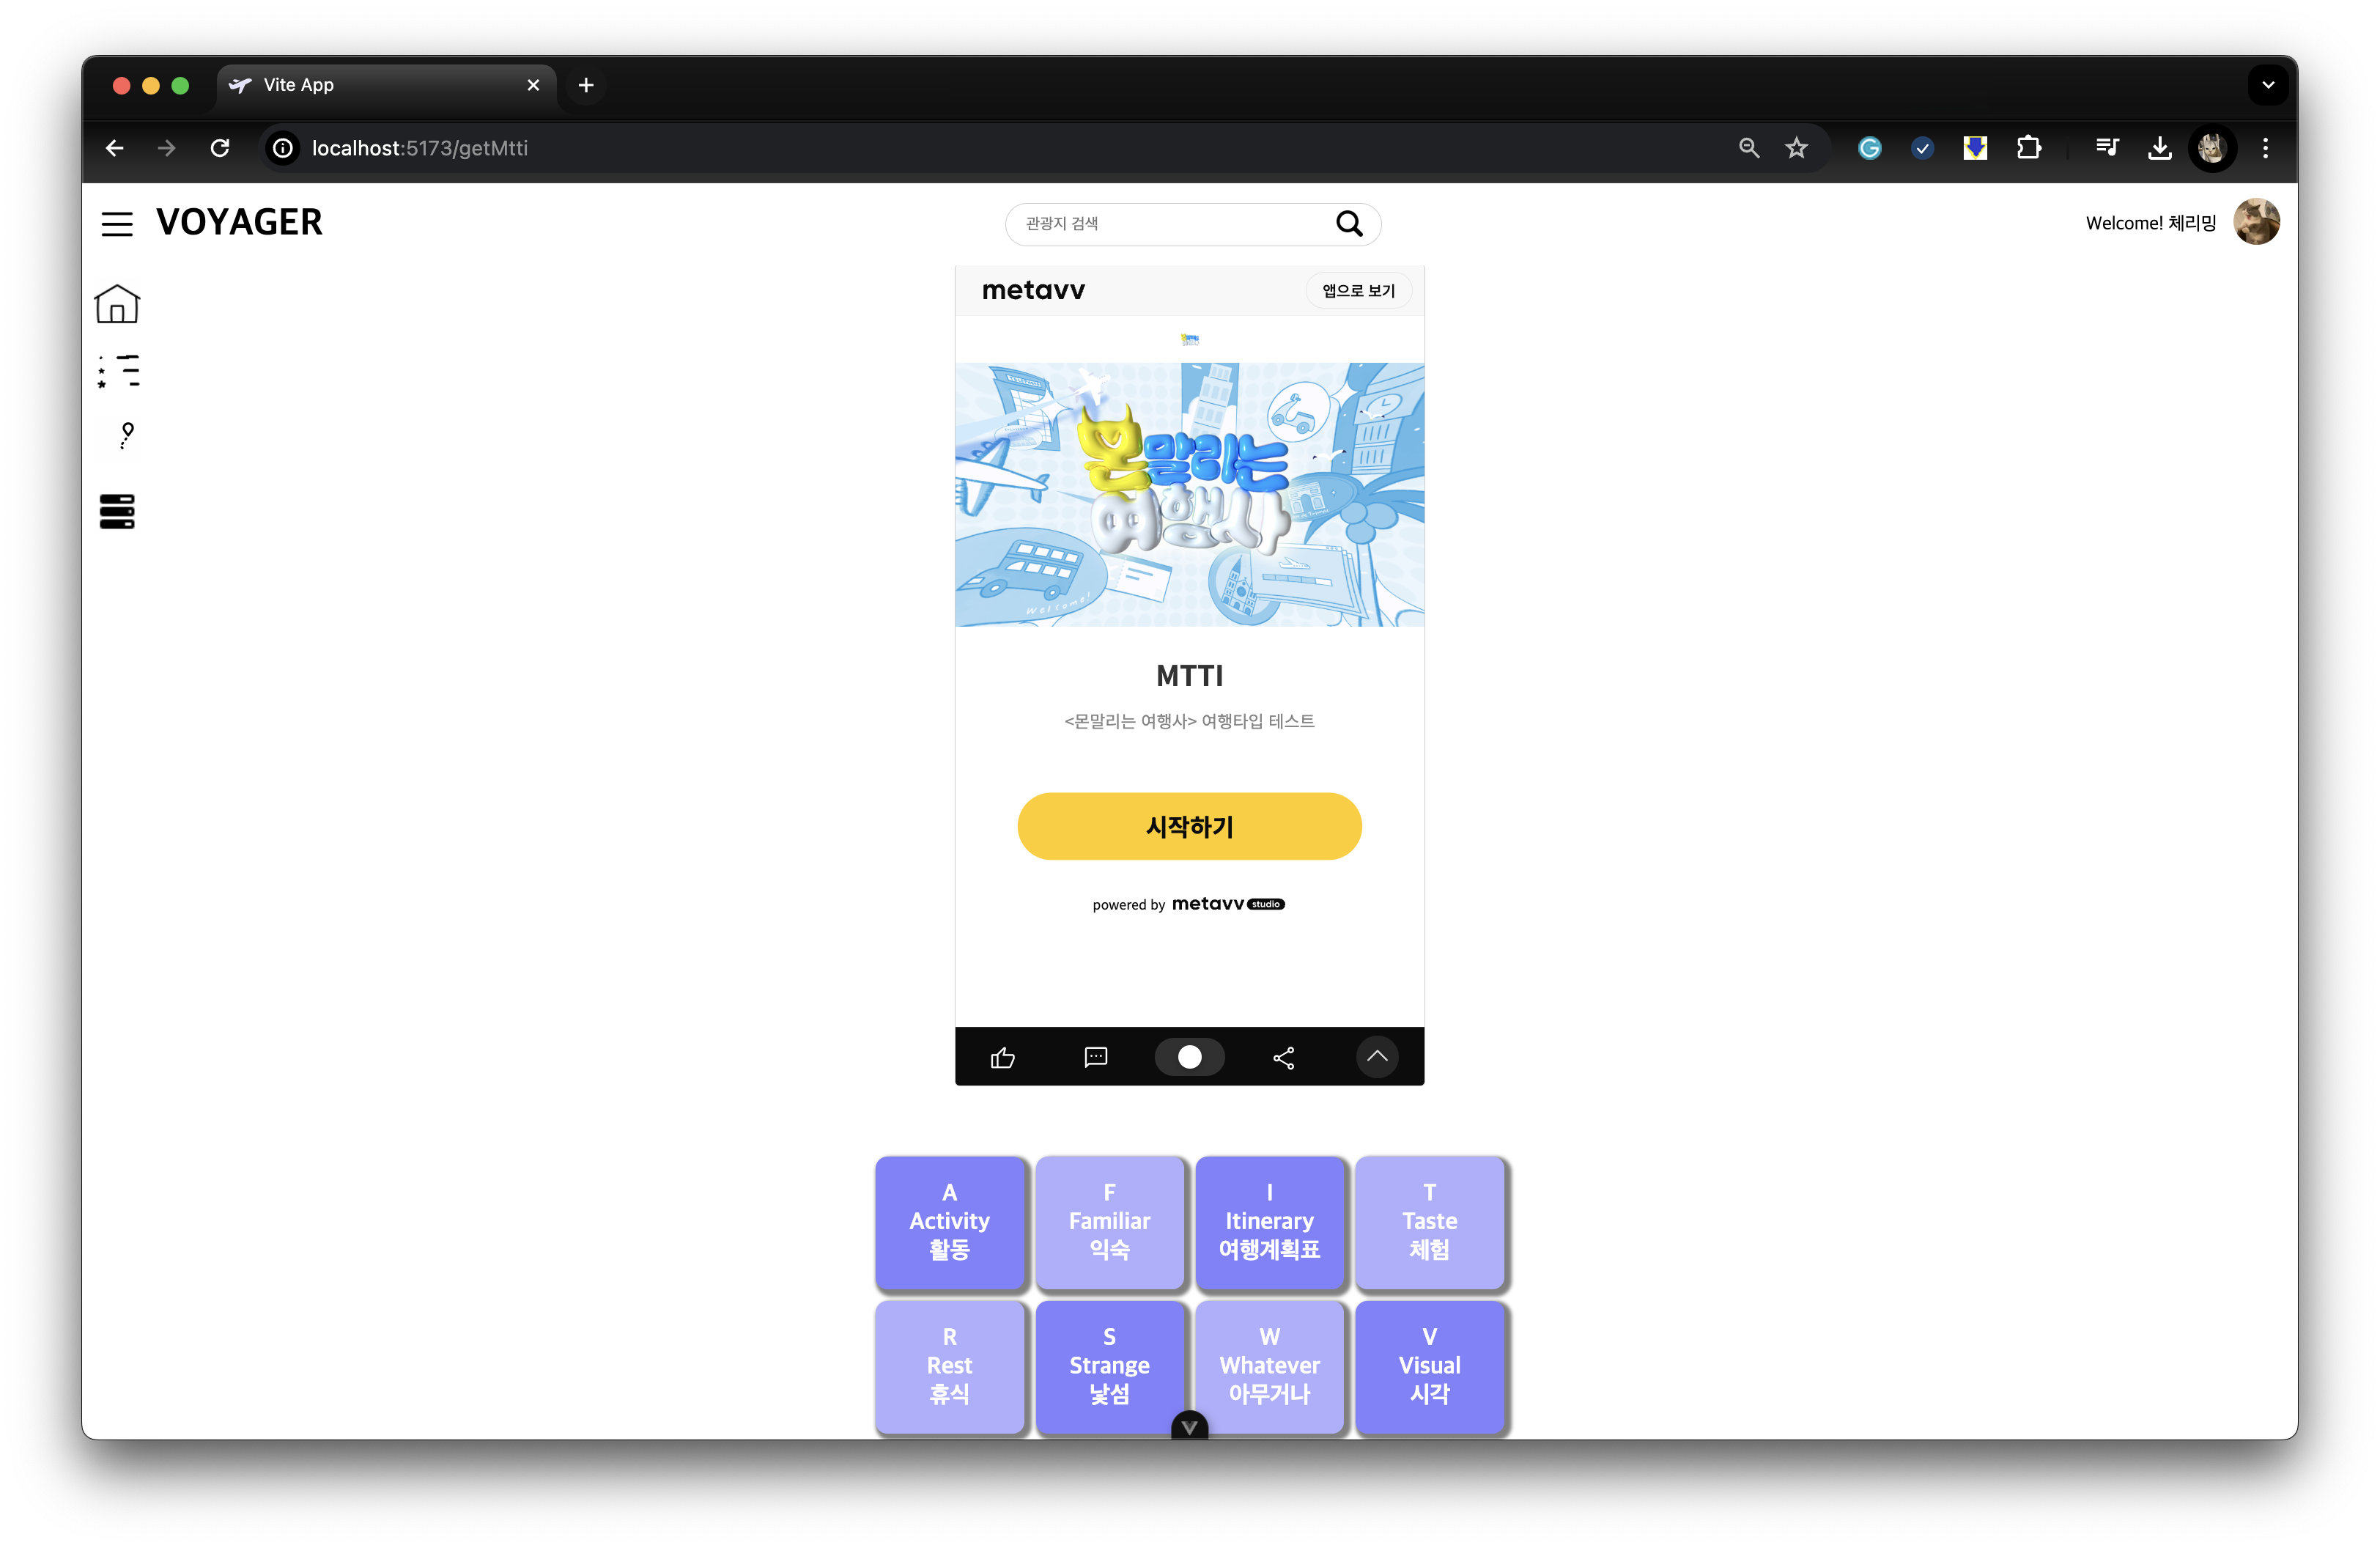 Vite App
localhost:5173/getMtti
VOYAGER
관광지 검색
Welcome! 체리밍
metavv
앱으로 보기
몬말리는
여행사
Welcome!
MTTI
<몬말리는 여행사> 여행타입 테스트
시작하기
powered by metavv studio
A
Activity
활동
F
Familiar
익숙
I
Itinerary
여행계획표
T
Taste
체험
R
Rest
휴식
S
Strange
낯섬
W
Whatever
아무거나
V
Visual
시각